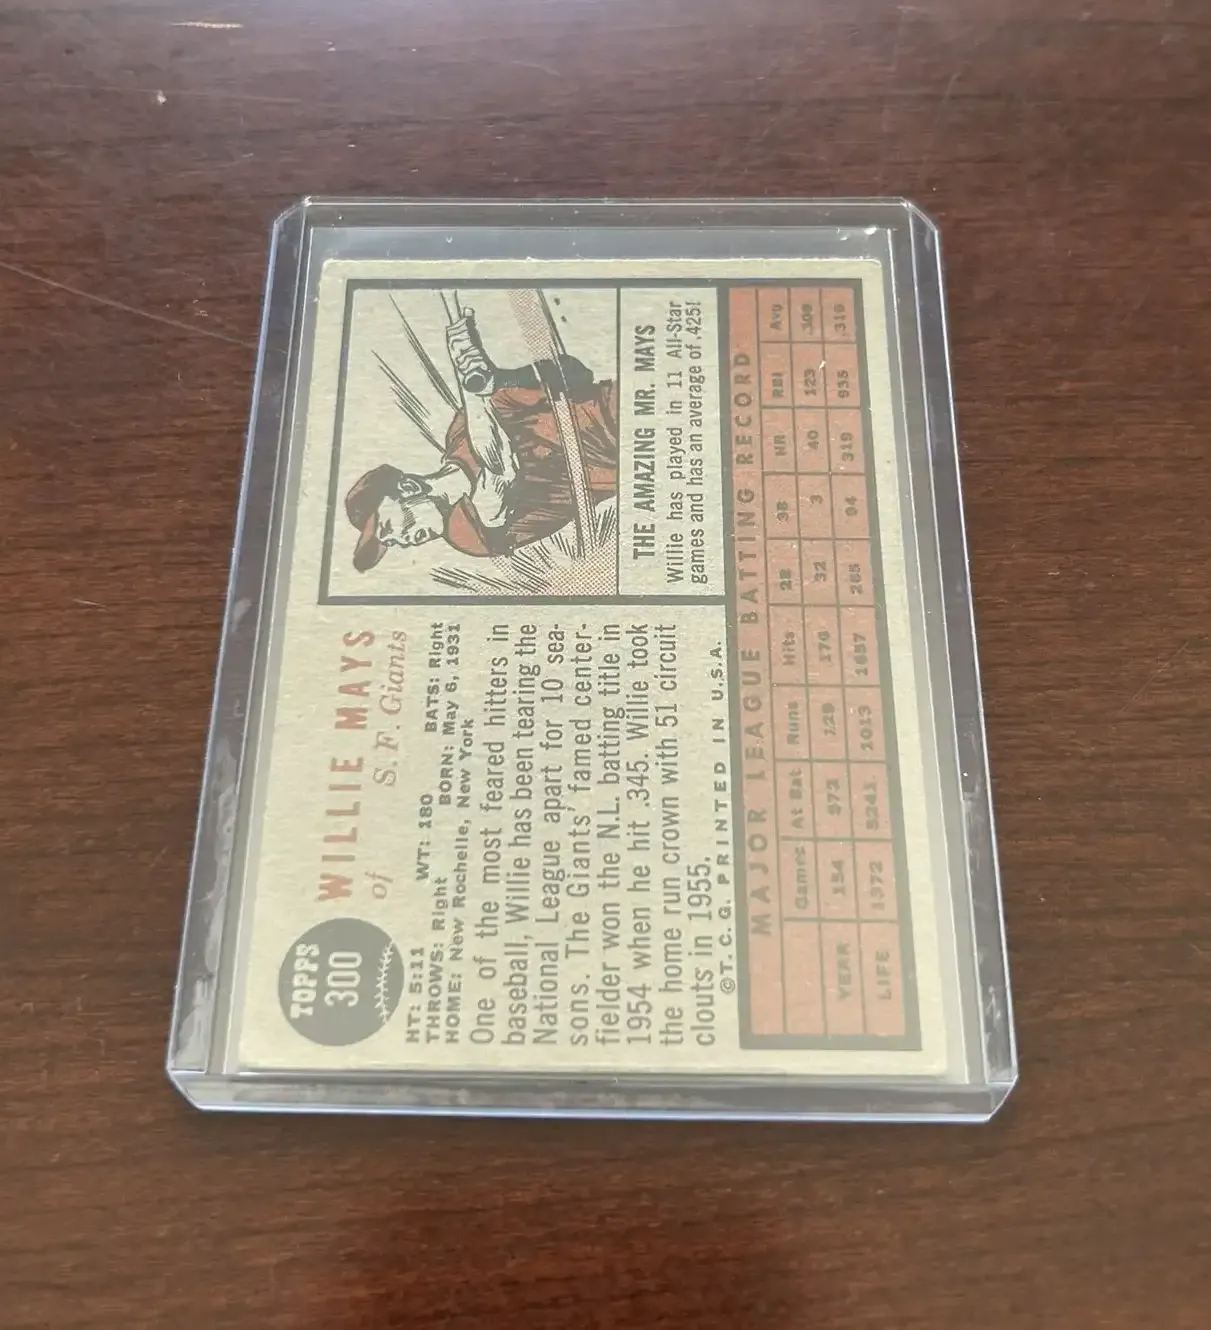 TOPPS
300
WILLIE MAYS
of S.F. Giants
HT: 5:11 WT: 180 BATS: Right
THROWS: Right BORN: May 6, 1931
HOME: New Rochelle, New York
One of the most feared hitters in
baseball, Willie has been tearing the
National League apart for 10 sea-
sons. The Giants' famed center-
fielder won the N.L. batting title in
1954 when he hit .345. Willie took
the home run crown with 51 circuit
clouts in 1955.
©T.C.G. PRINTED IN U.S.A.
THE AMAZING MR. MAYS
Willie has played in 11 All-Star
games and has an average of .425!
MAJOR LEAGUE BATTING RECORD
Games At Bat Runs Hits 2B 3B HR RBI Avg
YEAR 154 572 129 176 32 3 40 123 .308
LIFE 1372 5241 1013 1657 265 94 319 935 .316